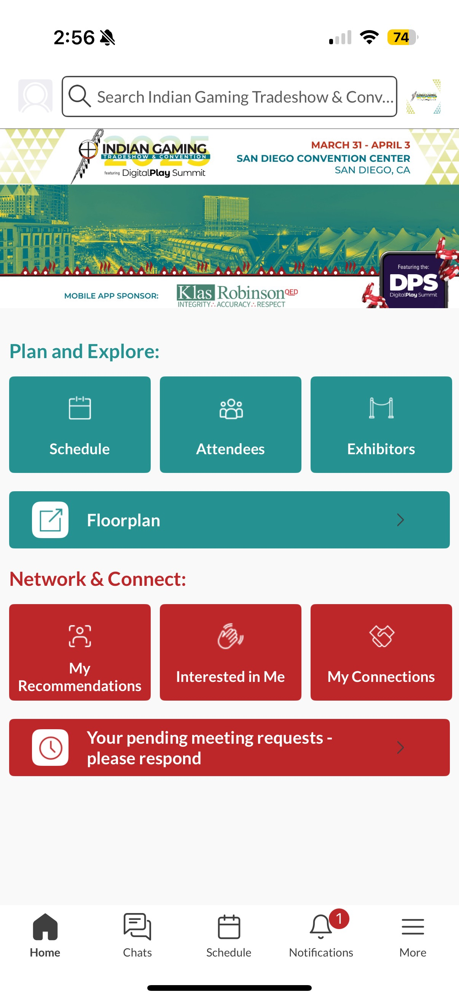 2:56
74
Search Indian Gaming Tradeshow & Conv...
2025
INDIAN GAMING
TRADESHOW & CONVENTION
featuring DigitalPlay Summit
MARCH 31 - APRIL 3
SAN DIEGO CONVENTION CENTER
SAN DIEGO, CA
Hilton
Featuring the:
DPS
DigitalPlay Summit
MOBILE APP SPONSOR:
Klas Robinson QED
INTEGRITY∴ACCURACY∴RESPECT
Plan and Explore:
Schedule
Attendees
Exhibitors
Floorplan
Network & Connect:
My
Recommendations
Interested in Me
My Connections
Your pending meeting requests -
please respond
1
Home
Chats
Schedule
Notifications
More